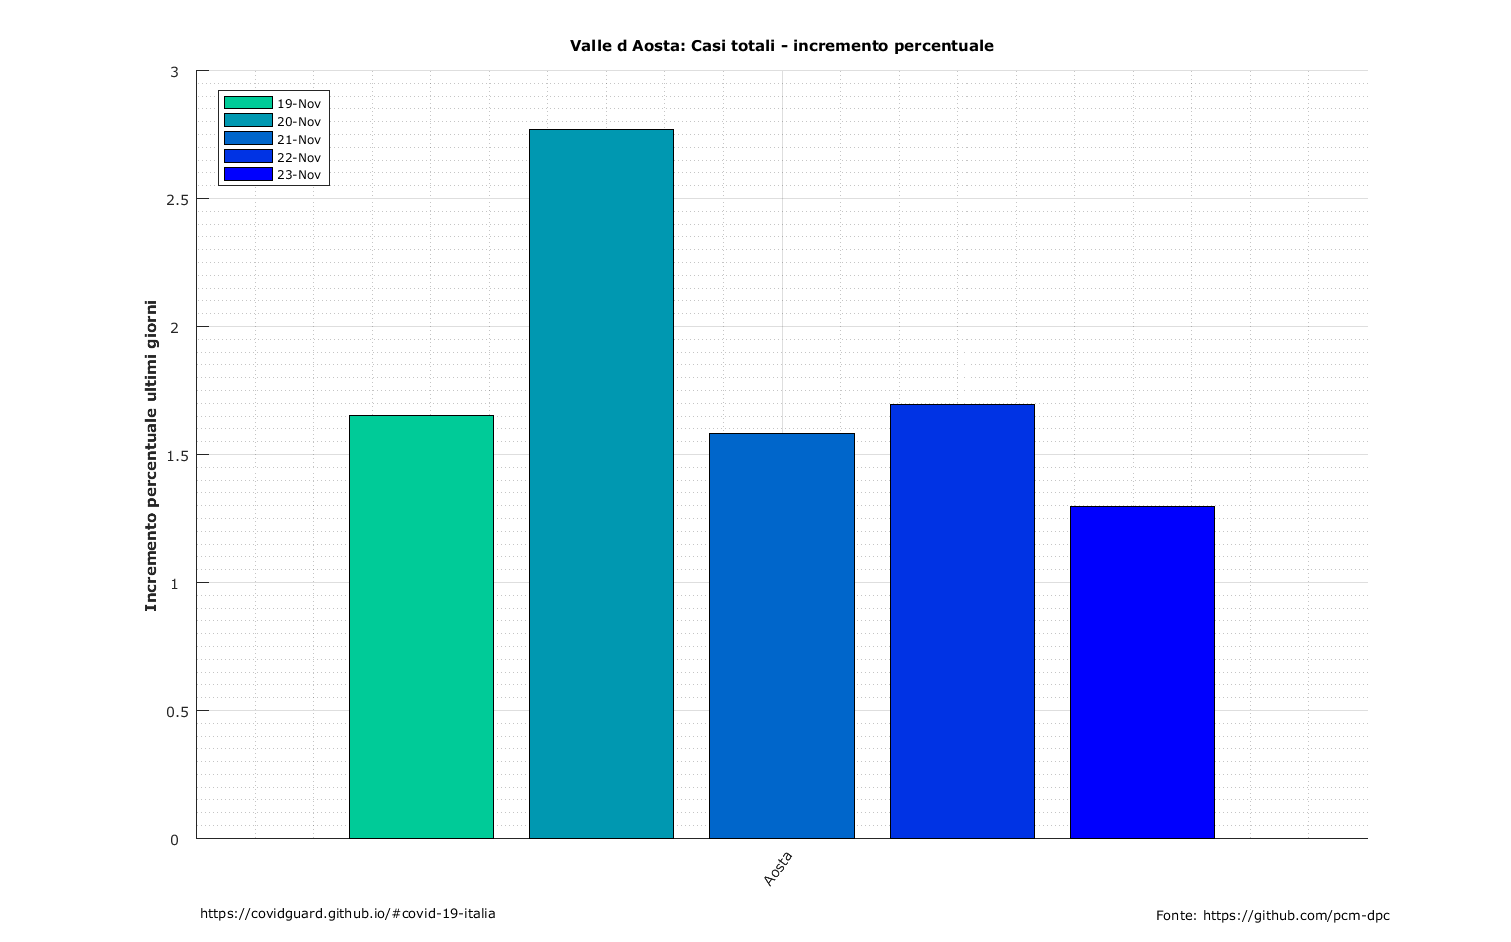 Valle d Aosta: Casi totali - incremento percentuale
3
2.5
2
1.5
1
0.5
0
Incremento percentuale ultimi giorni
19-Nov
20-Nov
21-Nov
22-Nov
23-Nov
Aosta
https://covidguard.github.io/#covid-19-italia
Fonte: https://github.com/pcm-dpc